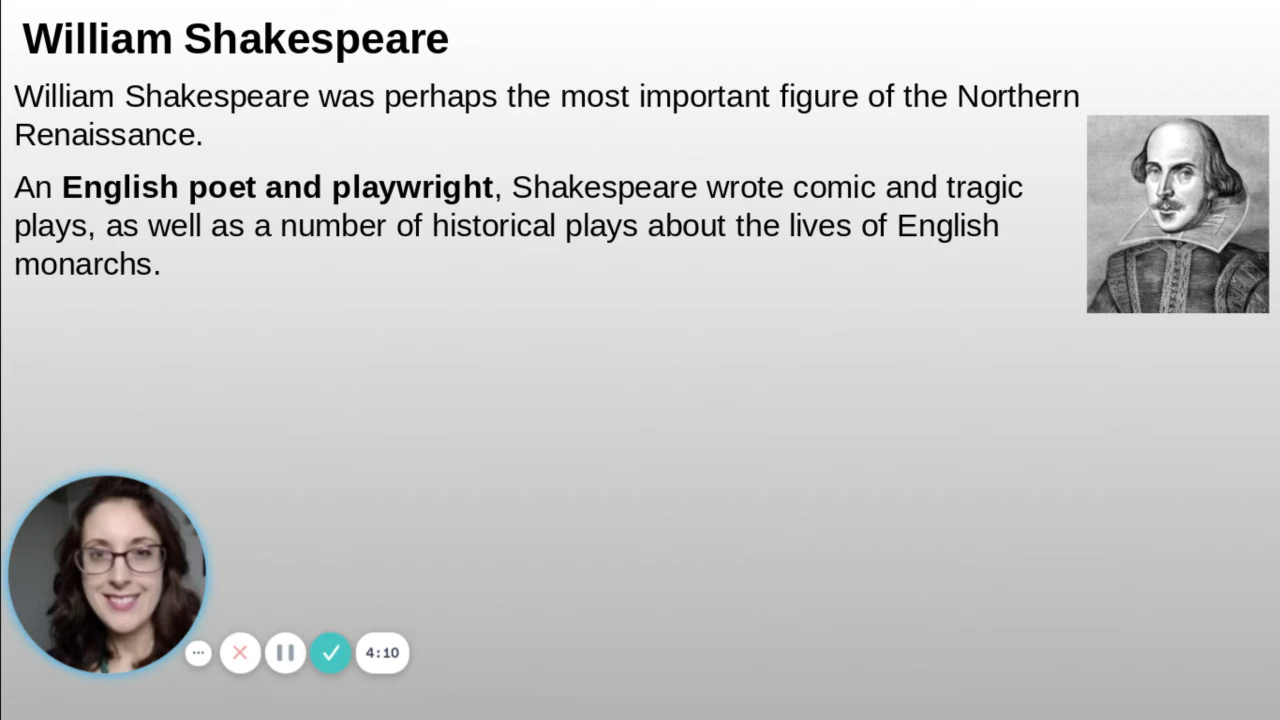 William Shakespeare
William Shakespeare was perhaps the most important figure of the Northern
Renaissance.
An English poet and playwright, Shakespeare wrote comic and tragic
plays, as well as a number of historical plays about the lives of English
monarchs.
4:10